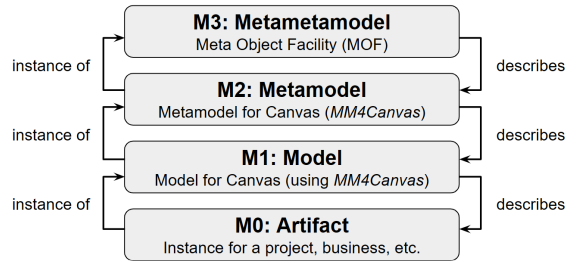 M3: Metametamodel
Meta Object Facility (MOF)
instance of
describes
M2: Metamodel
Metamodel for Canvas (MM4Canvas)
instance of
describes
M1: Model
Model for Canvas (using MM4Canvas)
instance of
describes
M0: Artifact
Instance for a project, business, etc.